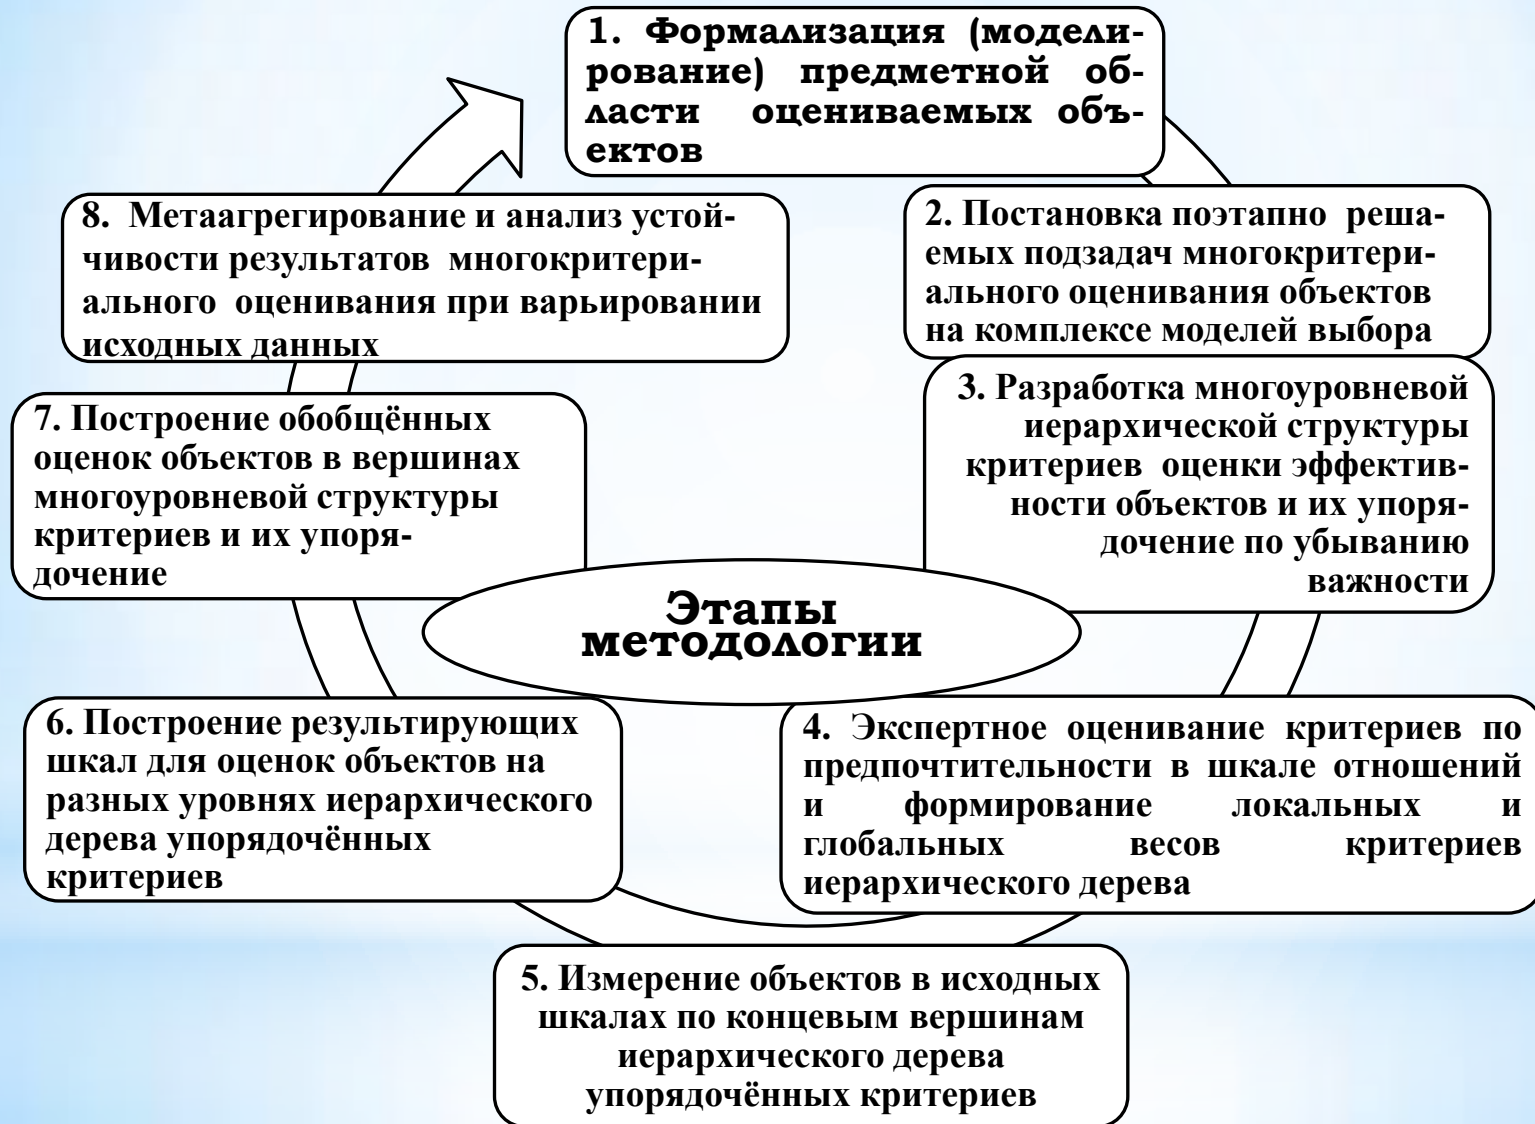 1. Формализация (модели-
рование) предметной об-
ласти оцениваемых объ-
ектов
2. Постановка поэтапно реша-
емых подзадач многокритери-
ального оценивания объектов
на комплексе моделей выбора
3. Разработка многоуровневой
иерархической структуры
критериев оценки эффектив-
ности объектов и их упоря-
дочение по убыванию
важности
4. Экспертное оценивание критериев по
предпочтительности в шкале отношений
и формирование локальных и
глобальных весов критериев
иерархического дерева
5. Измерение объектов в исходных
шкалах по концевым вершинам
иерархического дерева
упорядочённых критериев
6. Построение результирующих
шкал для оценок объектов на
разных уровнях иерархического
дерева упорядочённых
критериев
7. Построение обобщённых
оценок объектов в вершинах
многоуровневой структуры
критериев и их упоря-
дочение
8. Метаагрегирование и анализ устой-
чивости результатов многокритери-
ального оценивания при варьировании
исходных данных
Этапы
методологии